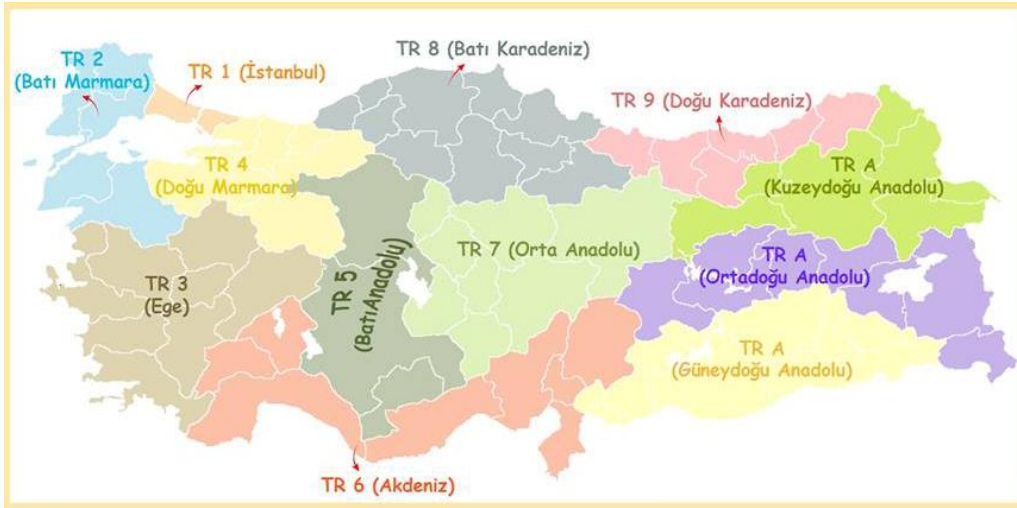 TR 8 (Batı Karadeniz)
TR 2
(Batı Marmara)
TR 1 (İstanbul)
TR 9 (Doğu Karadeniz)
TR 4
(Doğu Marmara)
TR A
(Kuzeydoğu Anadolu)
TR 7 (Orta Anadolu)
TR A
(Ortadoğu Anadolu)
TR 3
(Ege)
TR 5
(BatıAnadolu)
TR A
(Güneydoğu Anadolu)
TR 6 (Akdeniz)